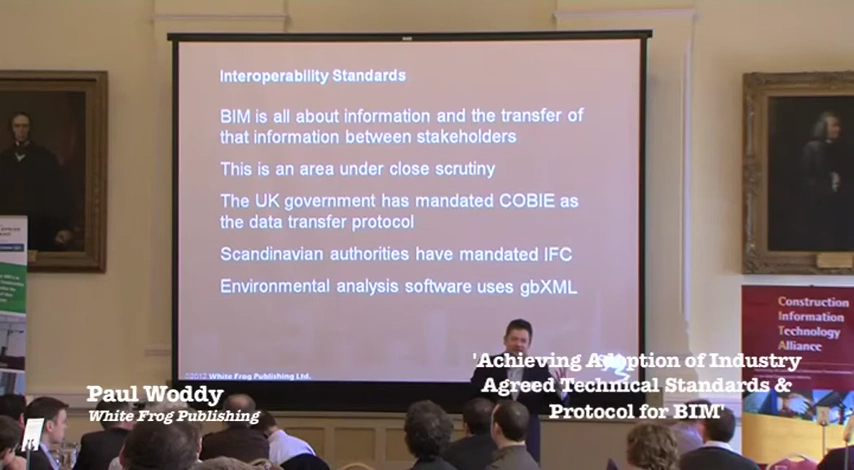 Interoperability Standards
BIM is all about information and the transfer of
that information between stakeholders
This is an area under close scrutiny
The UK government has mandated COBIE as
the data transfer protocol
Scandinavian authorities have mandated IFC
Environmental analysis software uses gbXML
©2012 White Frog Publishing Ltd.
Construction
Information
Technology
Alliance
'Achieving Adoption of Industry
Agreed Technical Standards &
Protocol for BIM'
Paul Woddy
White Frog Publishing